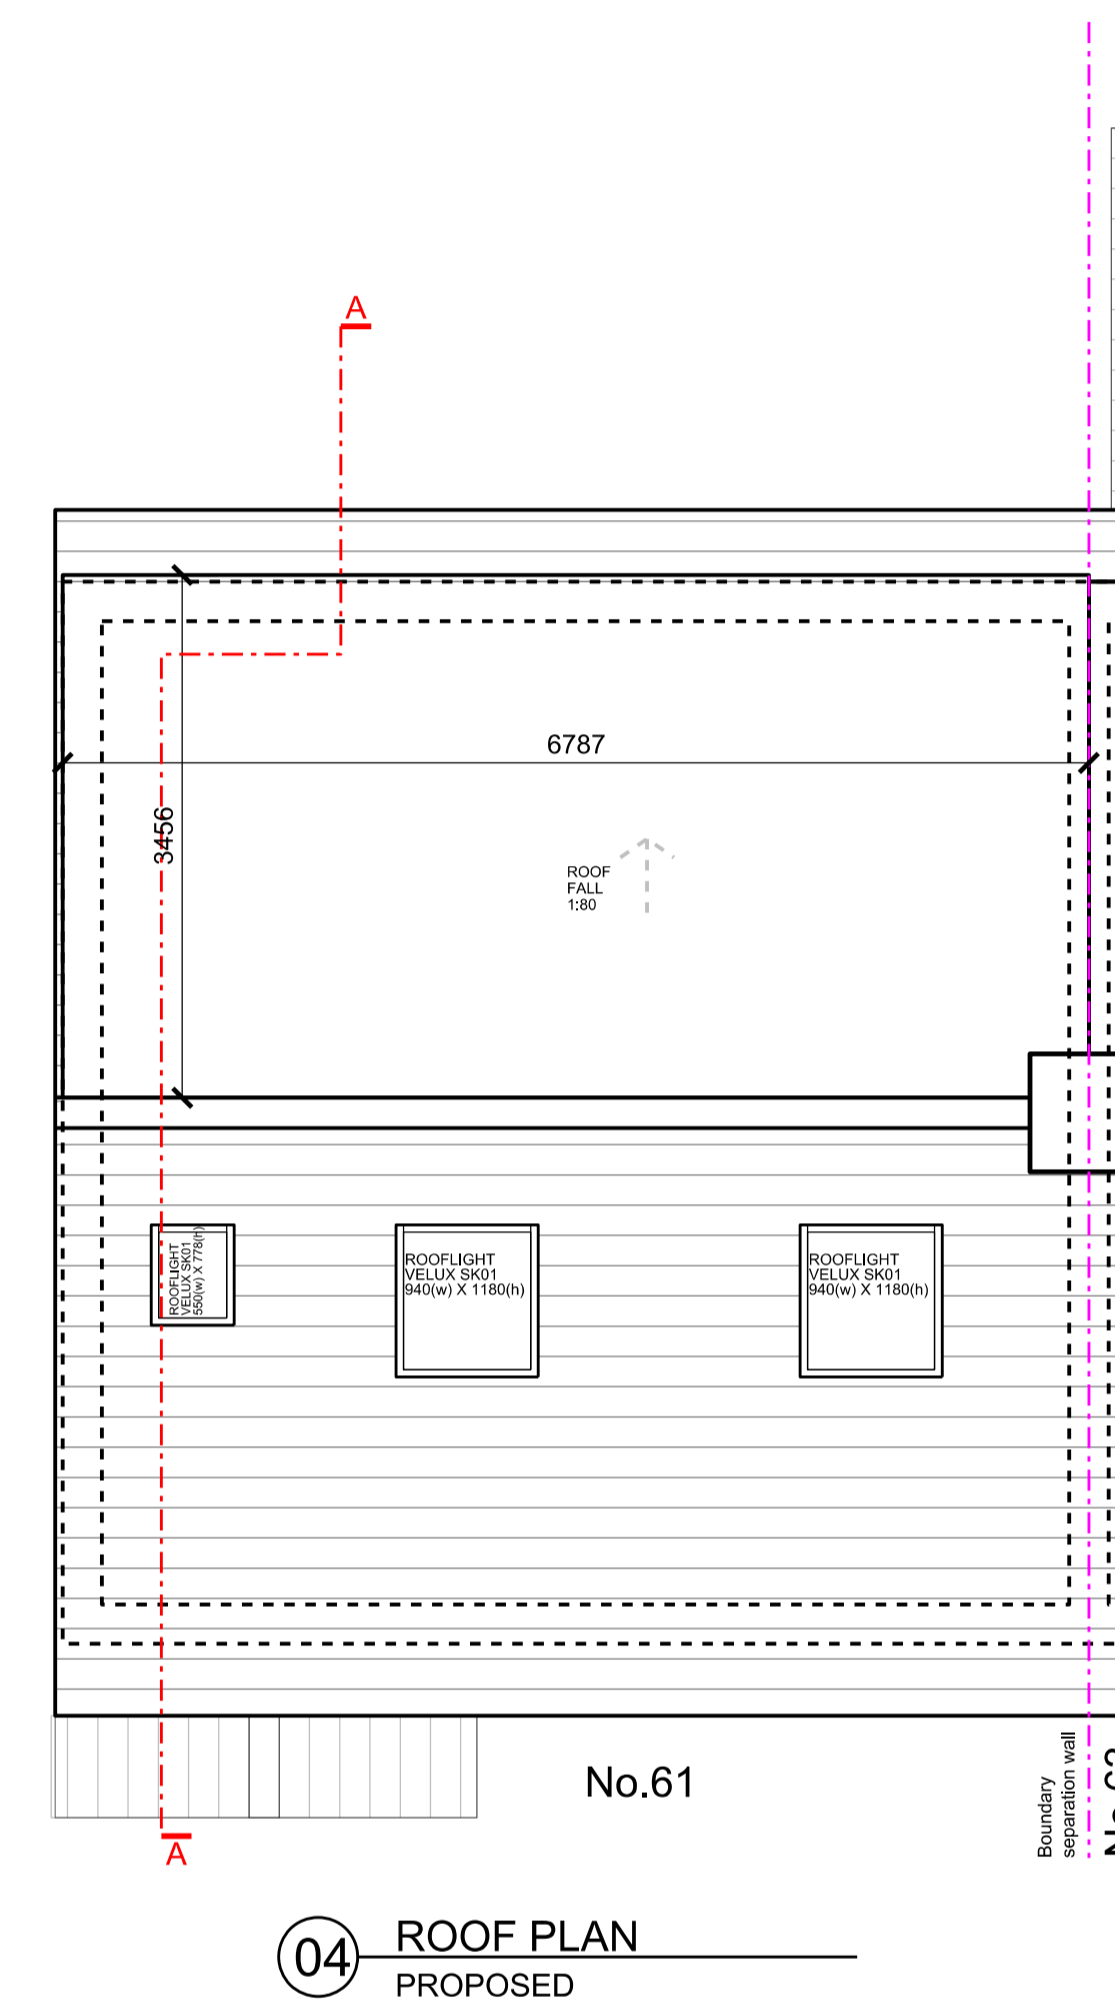 A
6787
3456
ROOF
FALL
1:80
ROOFLIGHT
VELUX SK01
550(w) X 778(h)
ROOFLIGHT
VELUX SK01
940(w) X 1180(h)
ROOFLIGHT
VELUX SK01
940(w) X 1180(h)
No.61
Boundary
separation wall
A
04
ROOF PLAN
PROPOSED